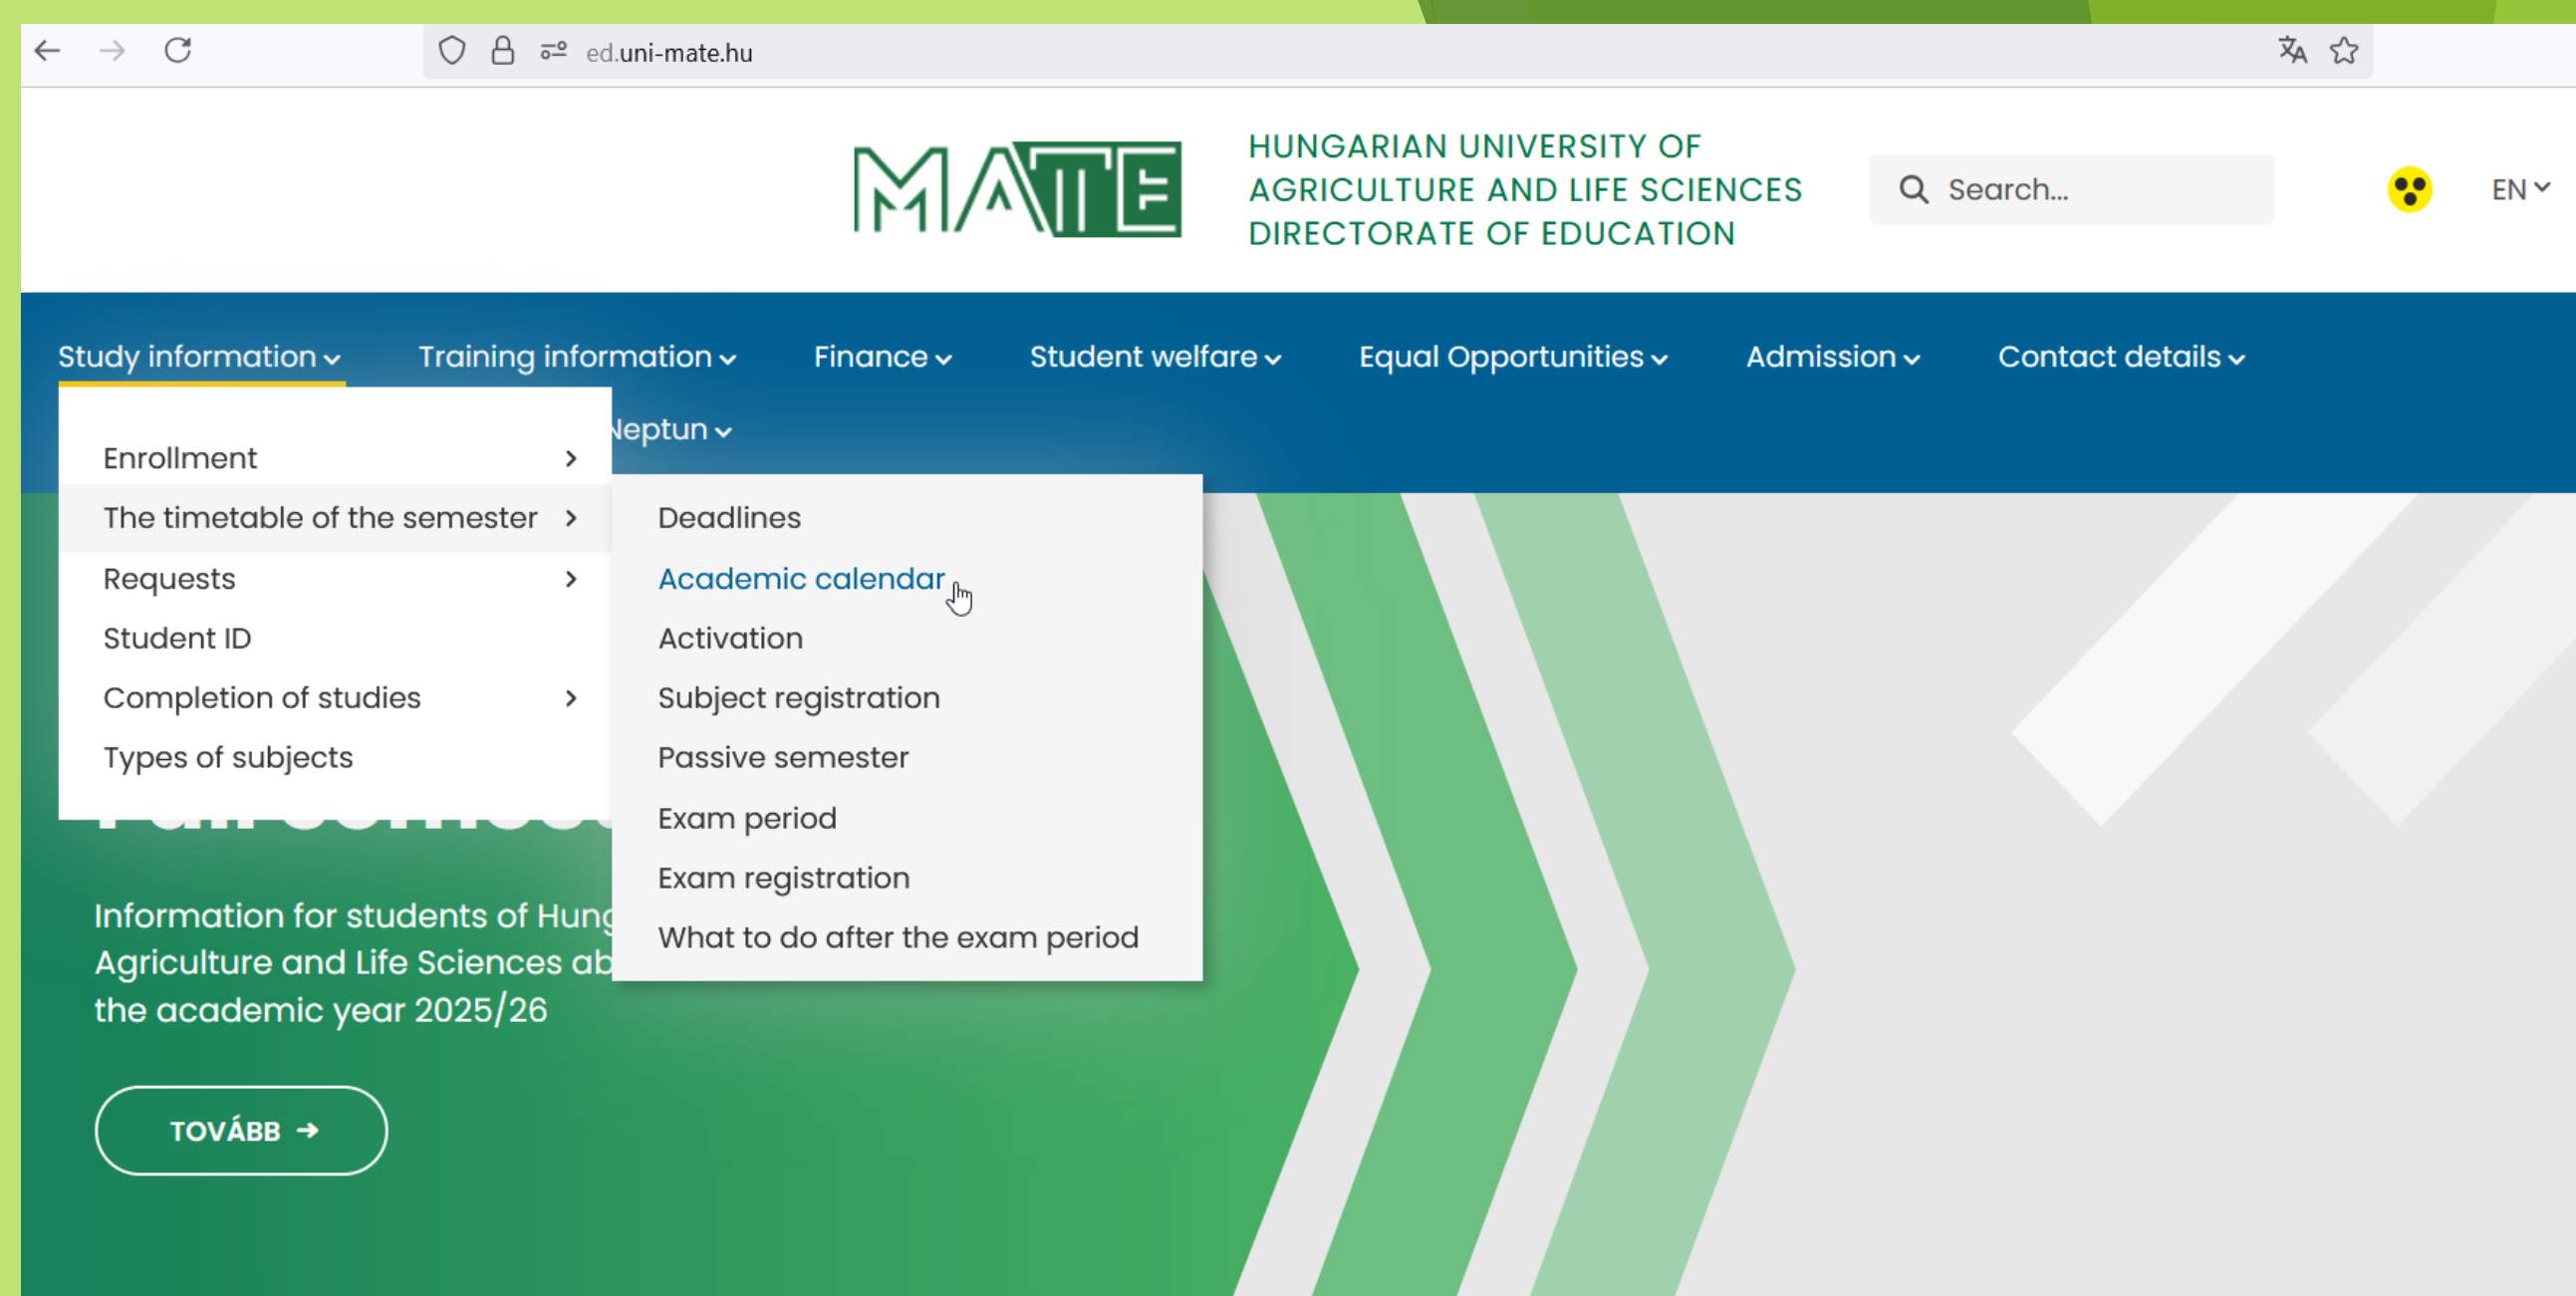 ed.uni-mate.hu
MATE
HUNGARIAN UNIVERSITY OF
AGRICULTURE AND LIFE SCIENCES
DIRECTORATE OF EDUCATION
Search...
EN
Study information
Training information
Finance
Student welfare
Equal Opportunities
Admission
Contact details
Neptun
Enrollment
The timetable of the semester
Requests
Student ID
Completion of studies
Types of subjects
Deadlines
Academic calendar
Activation
Subject registration
Passive semester
Exam period
Exam registration
What to do after the exam period
Information for students of
Agriculture and Life Sciences
the academic year 2025/26
TOVÁBB